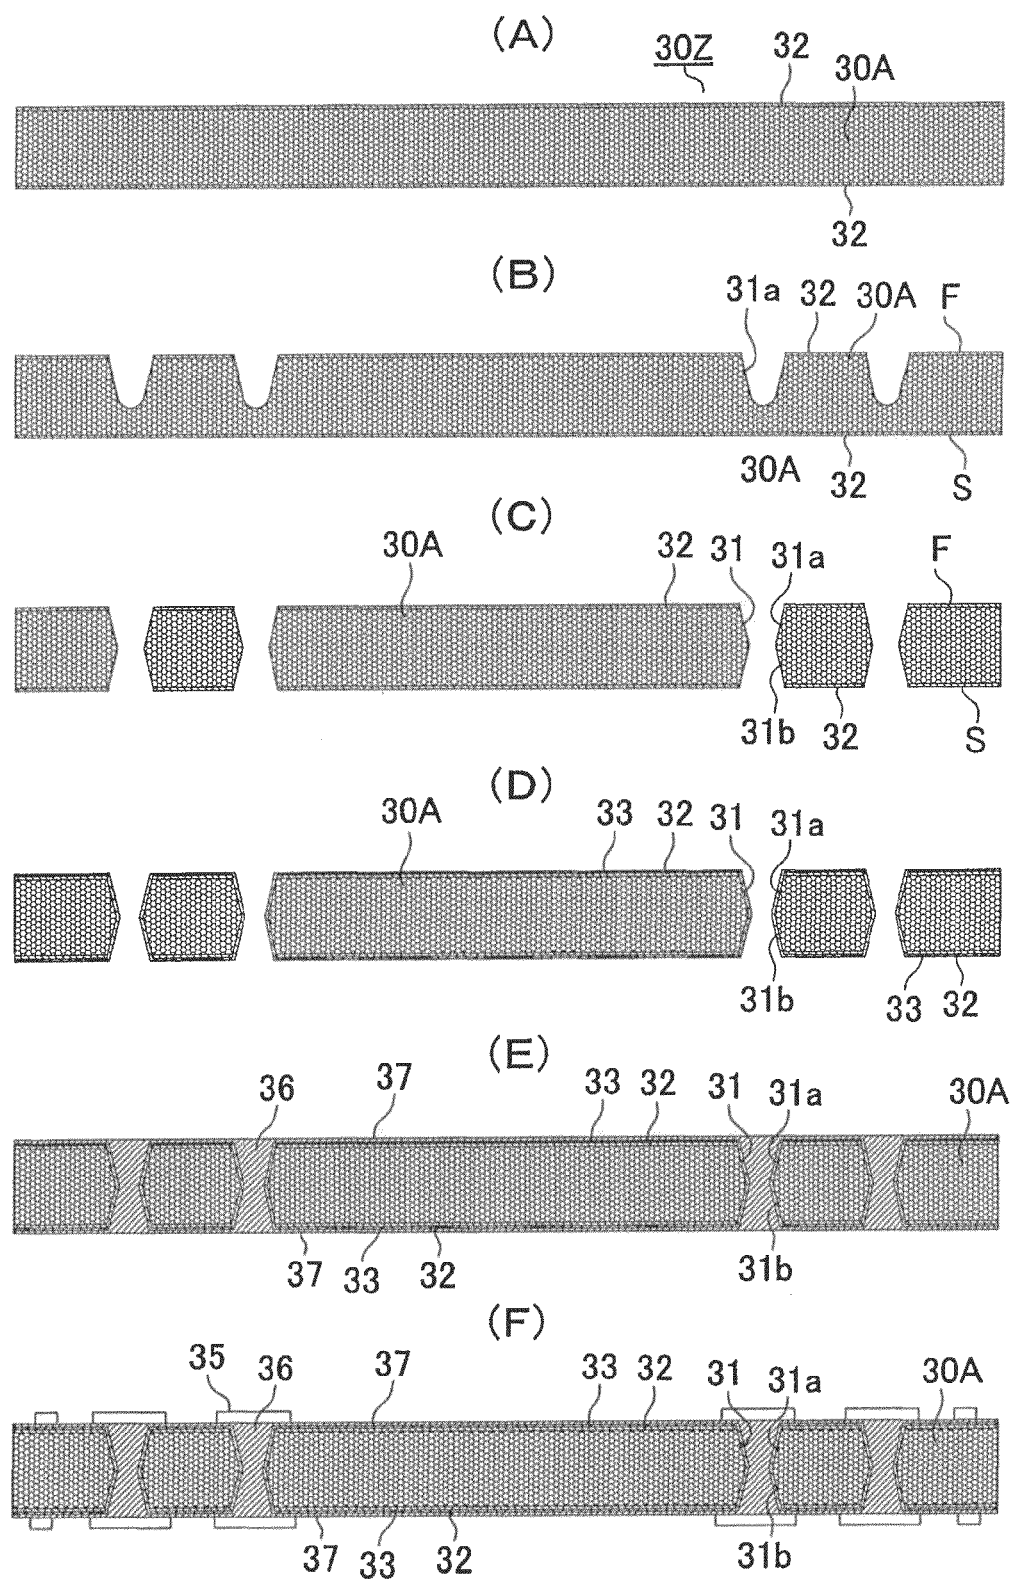 (A)
30Z 32 30A
32
(B)
31a 32 30A F
30A 32 S
(C)
30A 32 31 31a F
31b 32 S
(D)
30A 33 32 31 31a
31b 33 32
(E)
36 37 33 32 31 31a 30A
37 33 32 31b
(F)
35 36 37 33 32 31 31a 30A
37 33 32 31b